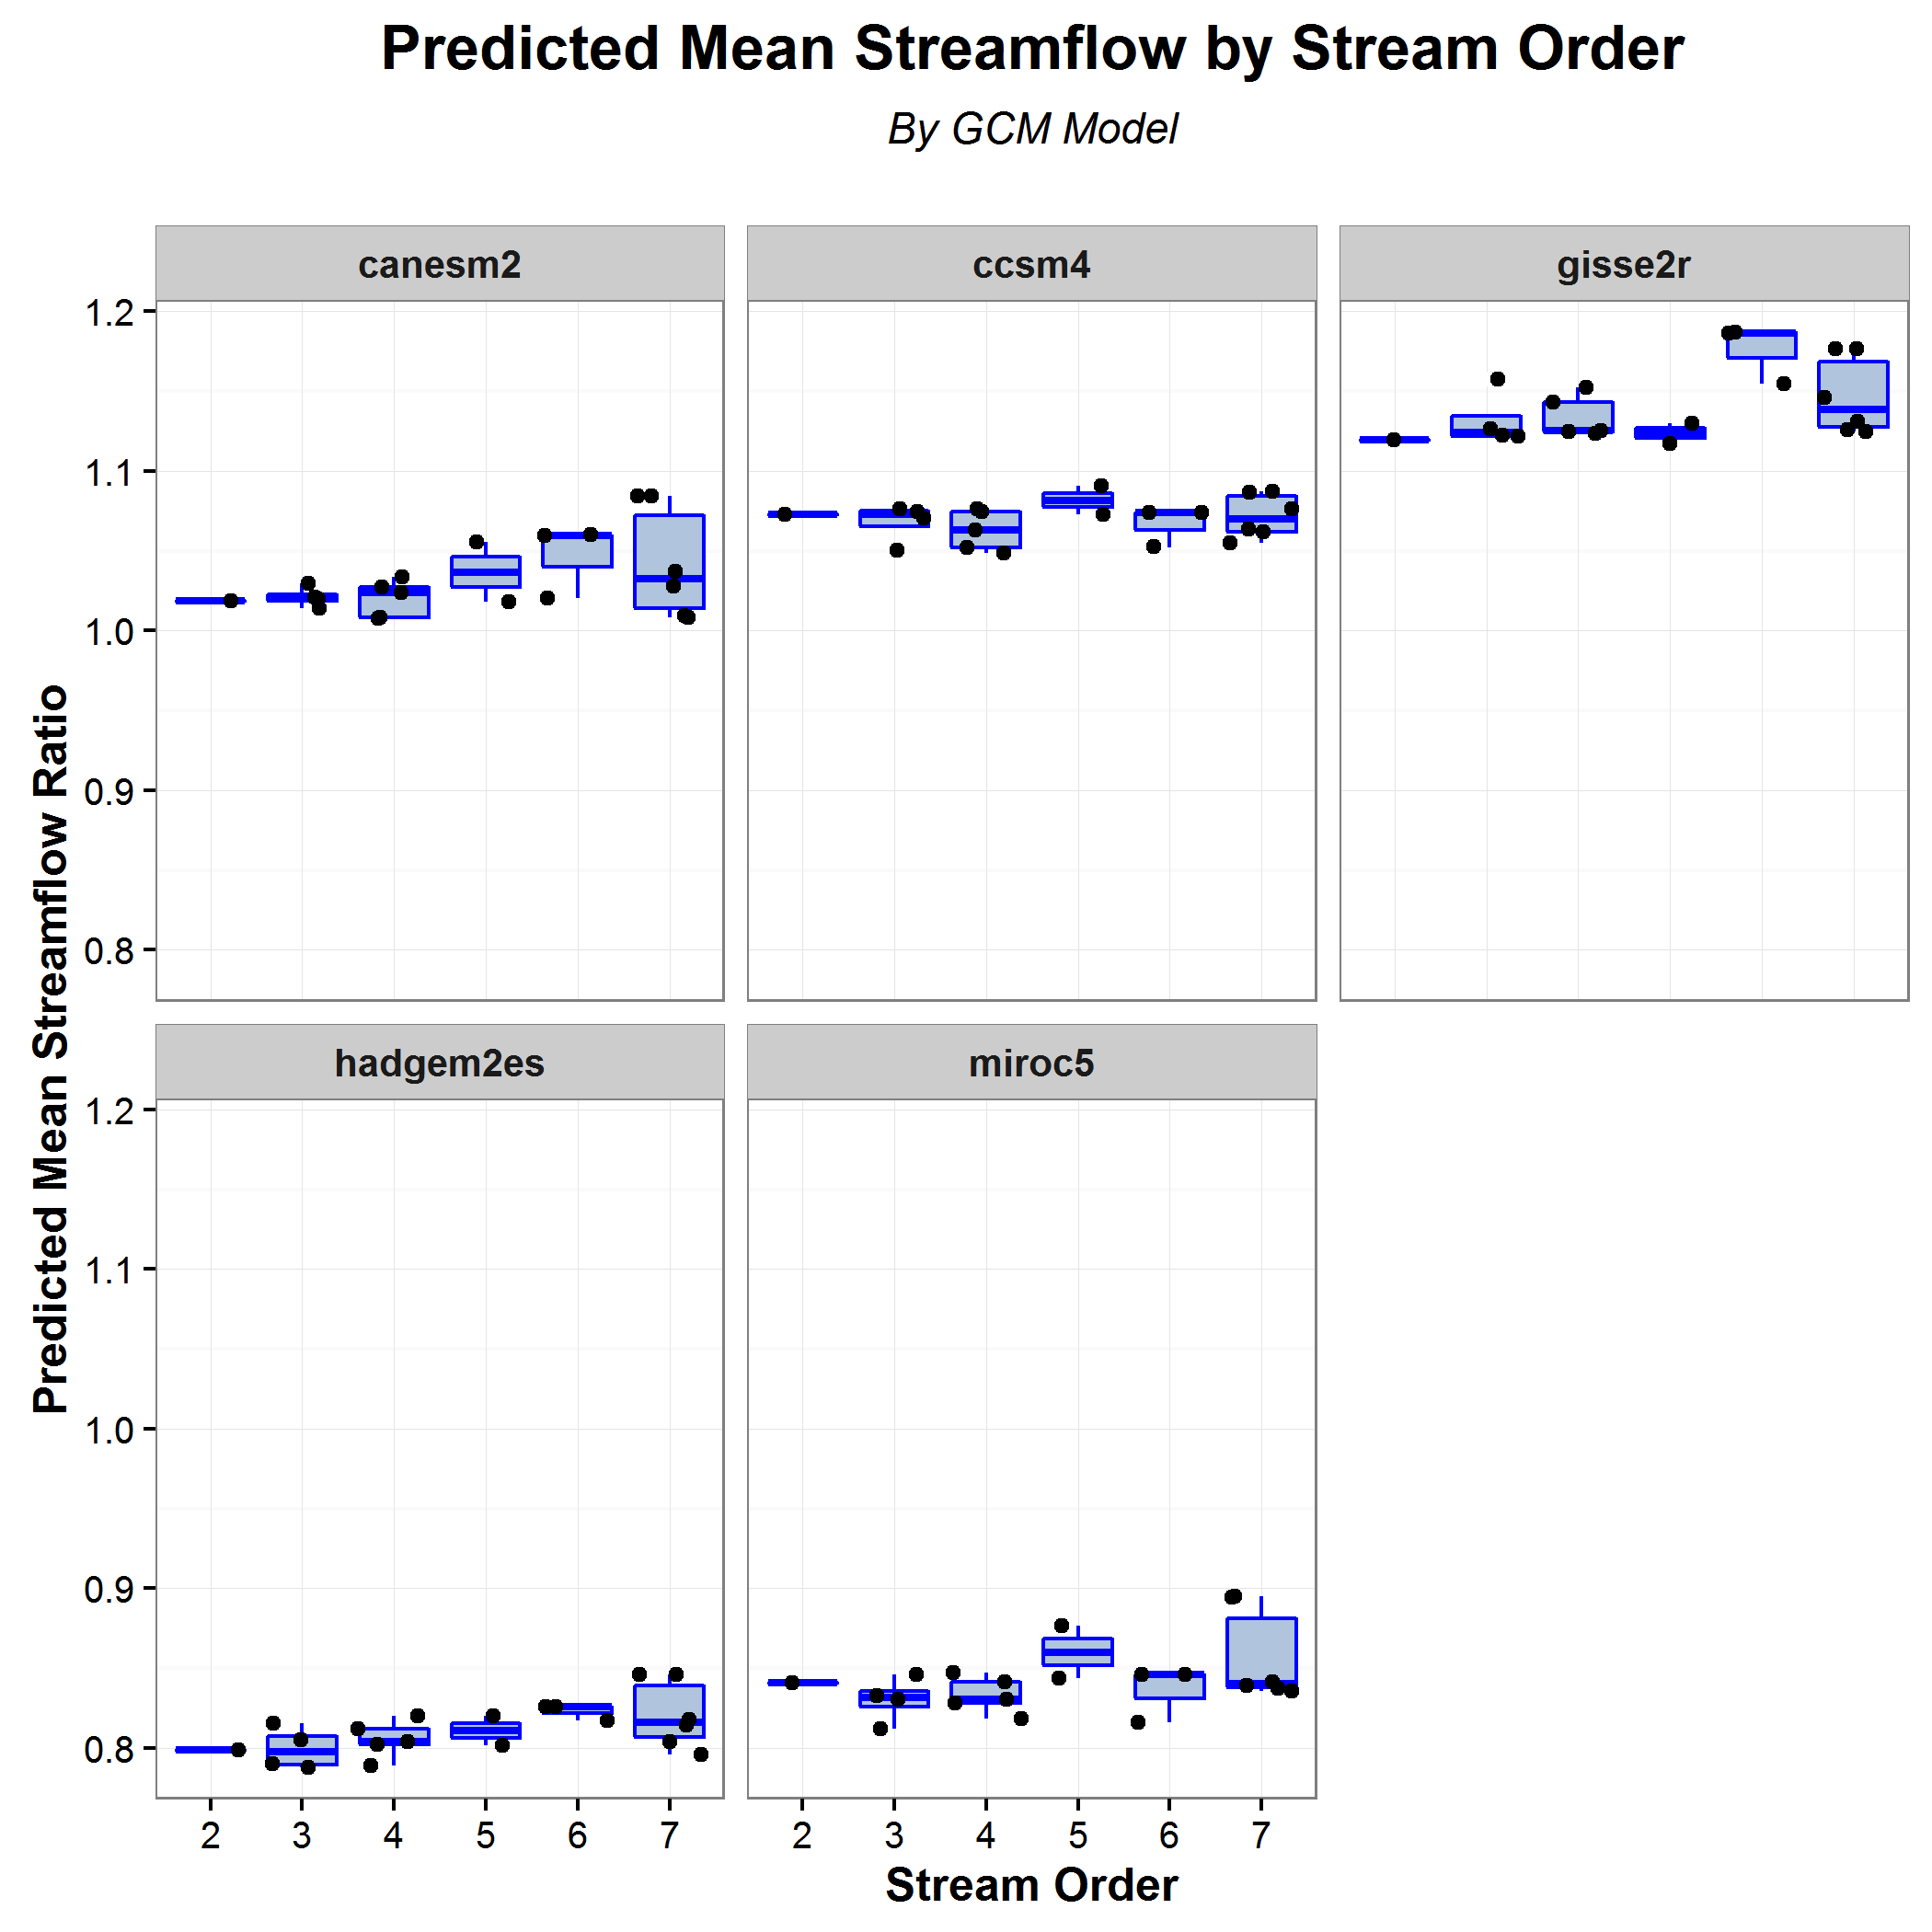 Predicted Mean Streamflow by Stream Order
By GCM Model
canesm2
ccsm4
gisse2r
1.2
1.1
1.0
0.9
0.8
Predicted Mean Streamflow Ratio
hadgem2es
miroc5
1.2
1.1
1.0
0.9
0.8
2 3 4 5 6 7
2 3 4 5 6 7
Stream Order